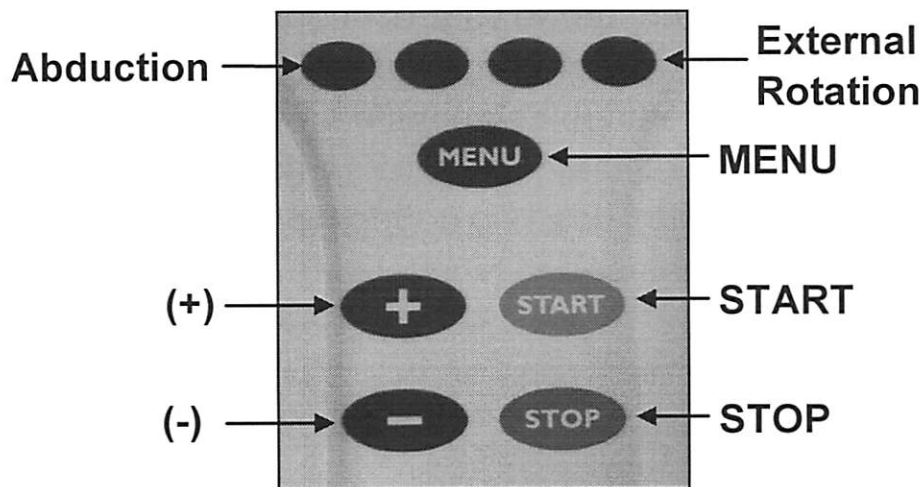 Abduction
External
Rotation
MENU
MENU
(+)
+
START
START
(-)
-
STOP
STOP